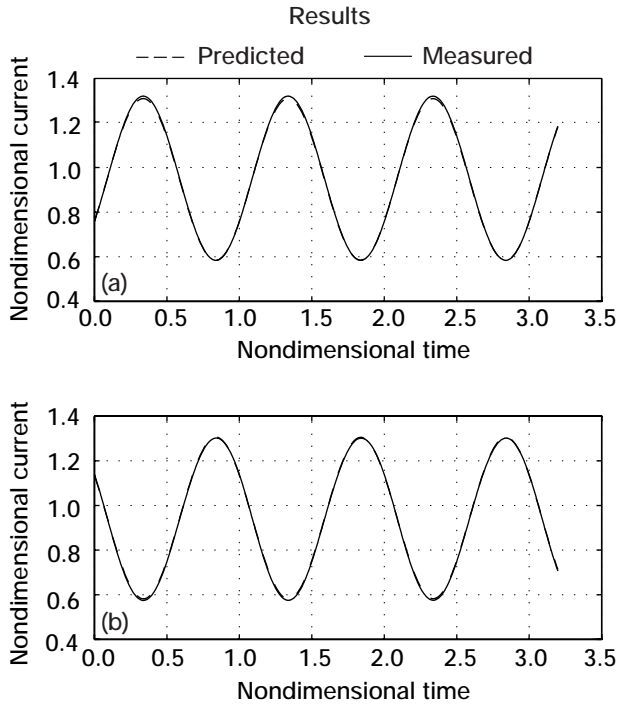 Results
Predicted Measured
Nondimensional current
1.4
1.2
1.0
0.8
0.6
0.4
(a)
0.0 0.5 1.0 1.5 2.0 2.5 3.0 3.5
Nondimensional time
Nondimensional current
1.4
1.2
1.0
0.8
0.6
0.4
(b)
0.0 0.5 1.0 1.5 2.0 2.5 3.0 3.5
Nondimensional time